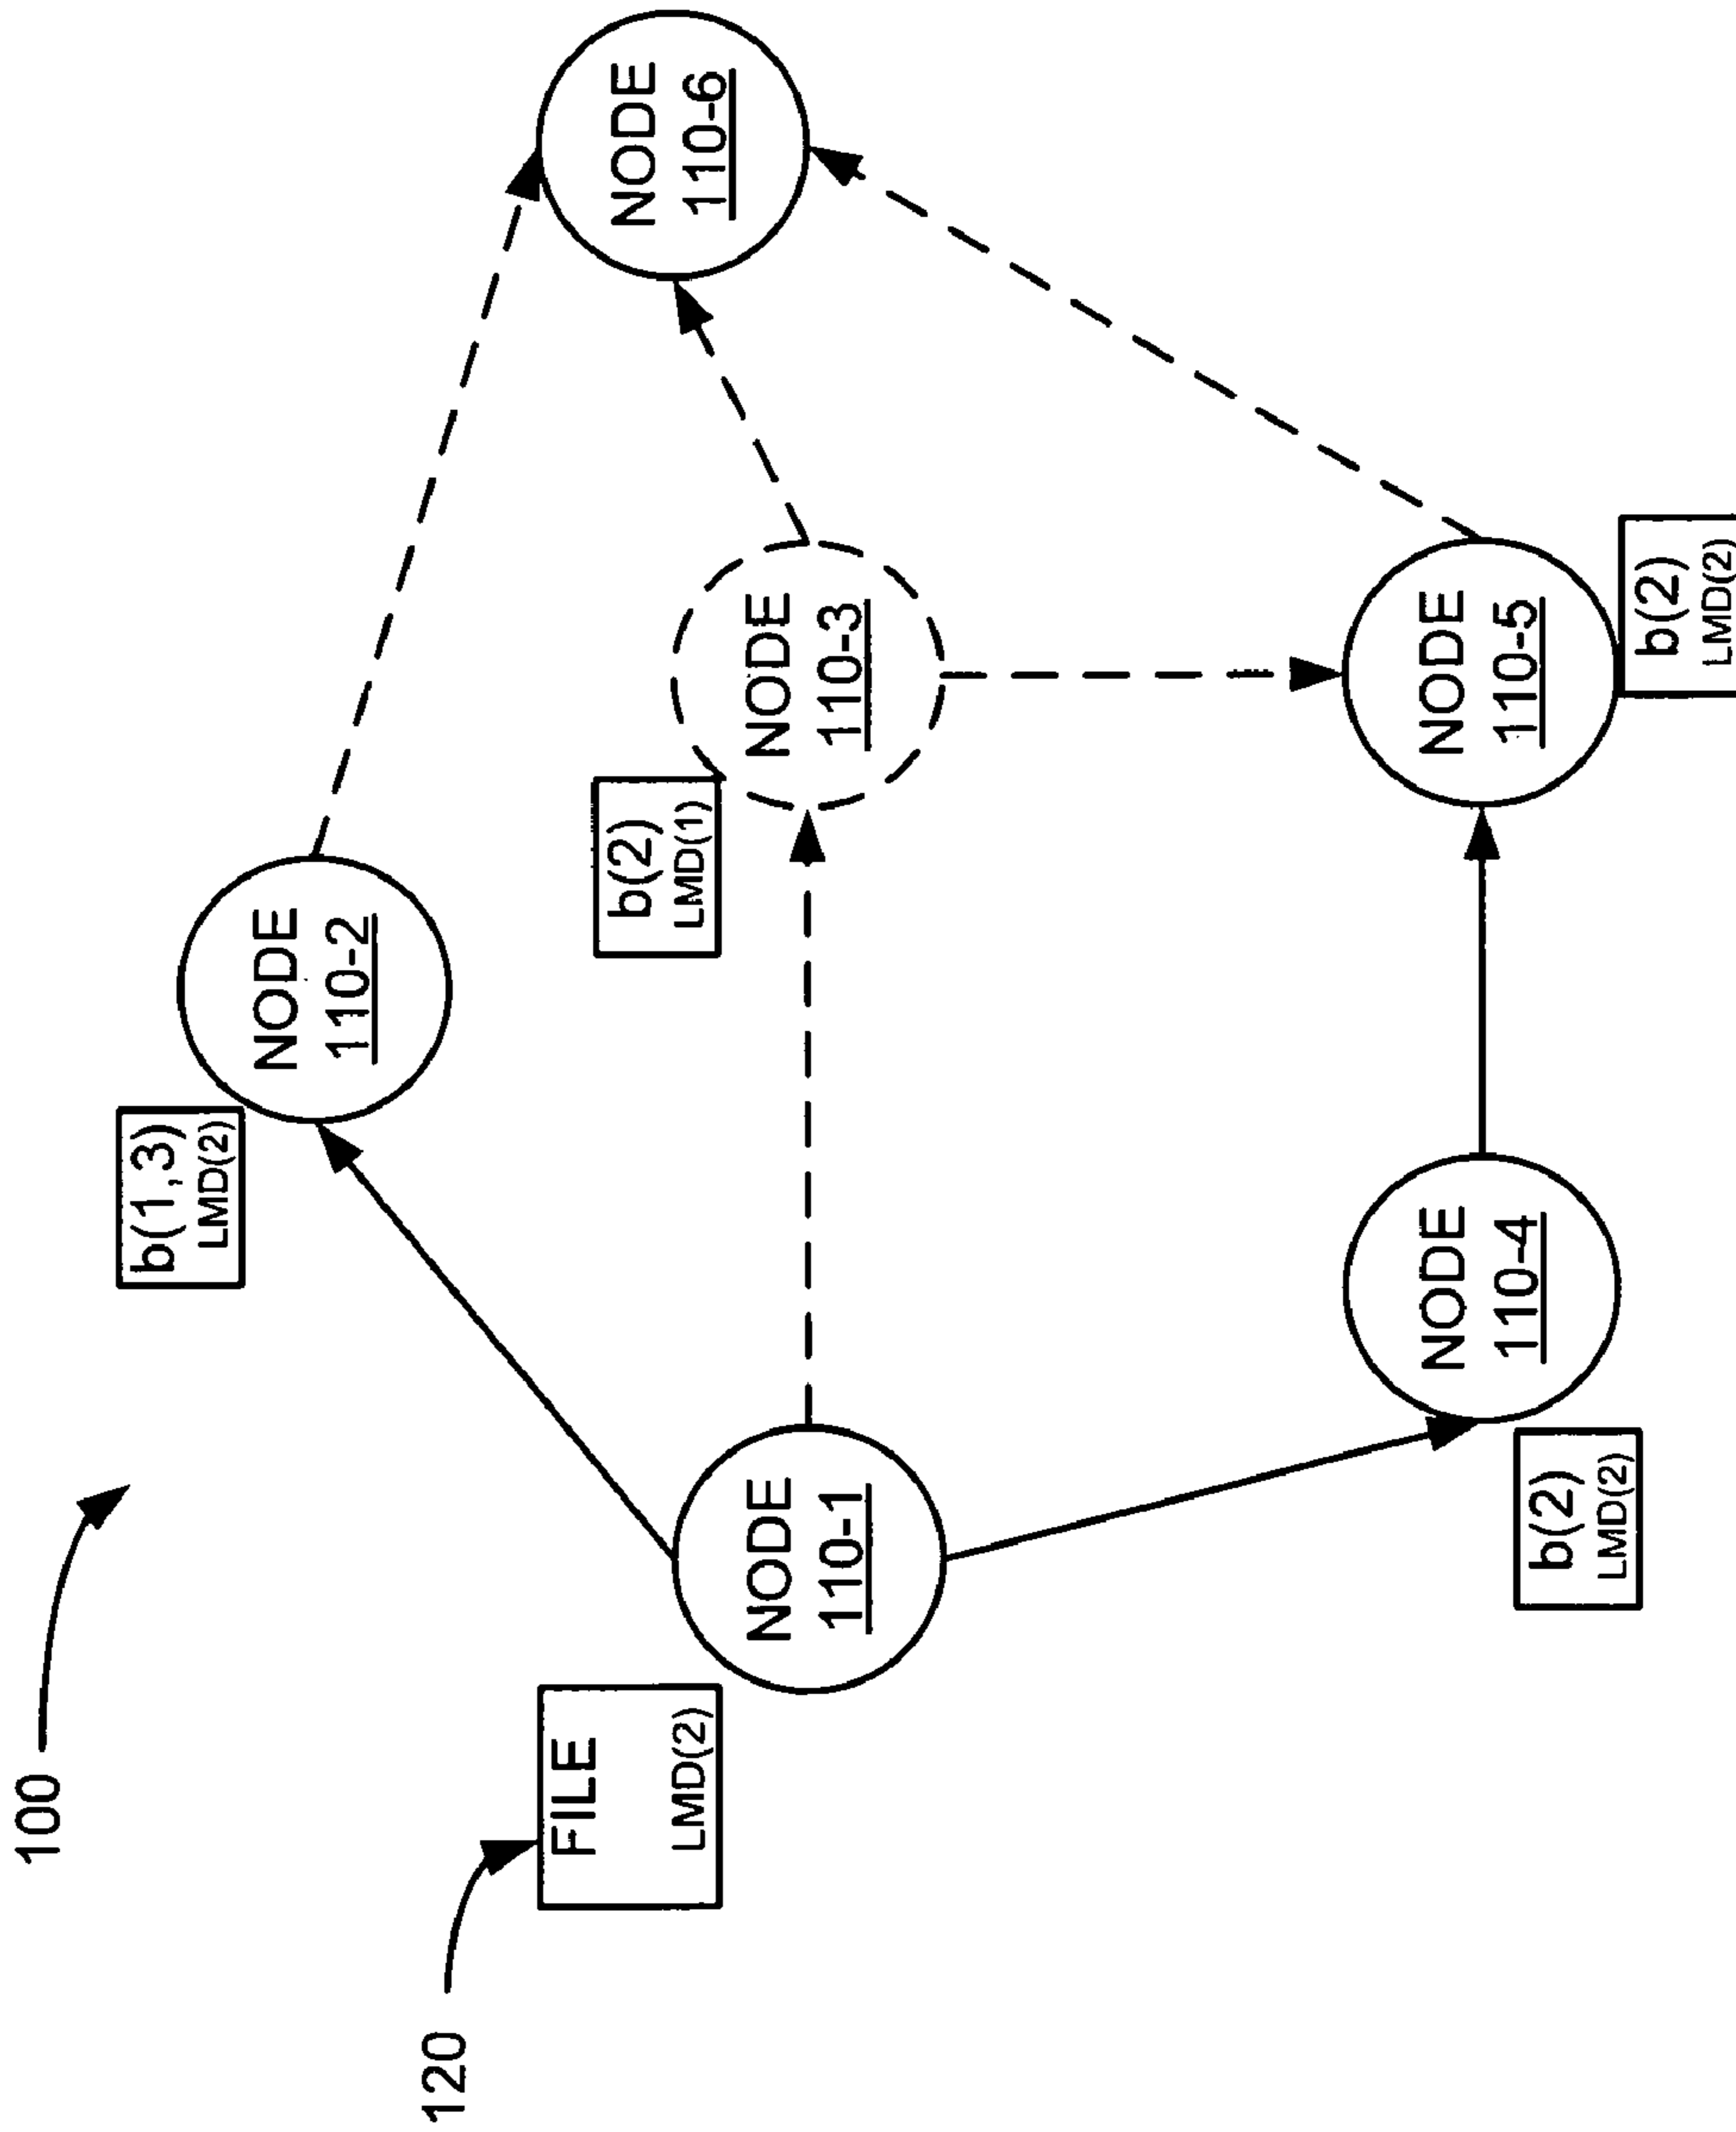 100
120
FILE
LMD(2)
NODE
110-1
b(1,3)
LMD(2)
NODE
110-2
b(2)
LMD(1)
NODE
110-3
b(2)
LMD(2)
NODE
110-4
NODE
110-5
b(2)
LMD(2)
NODE
110-6